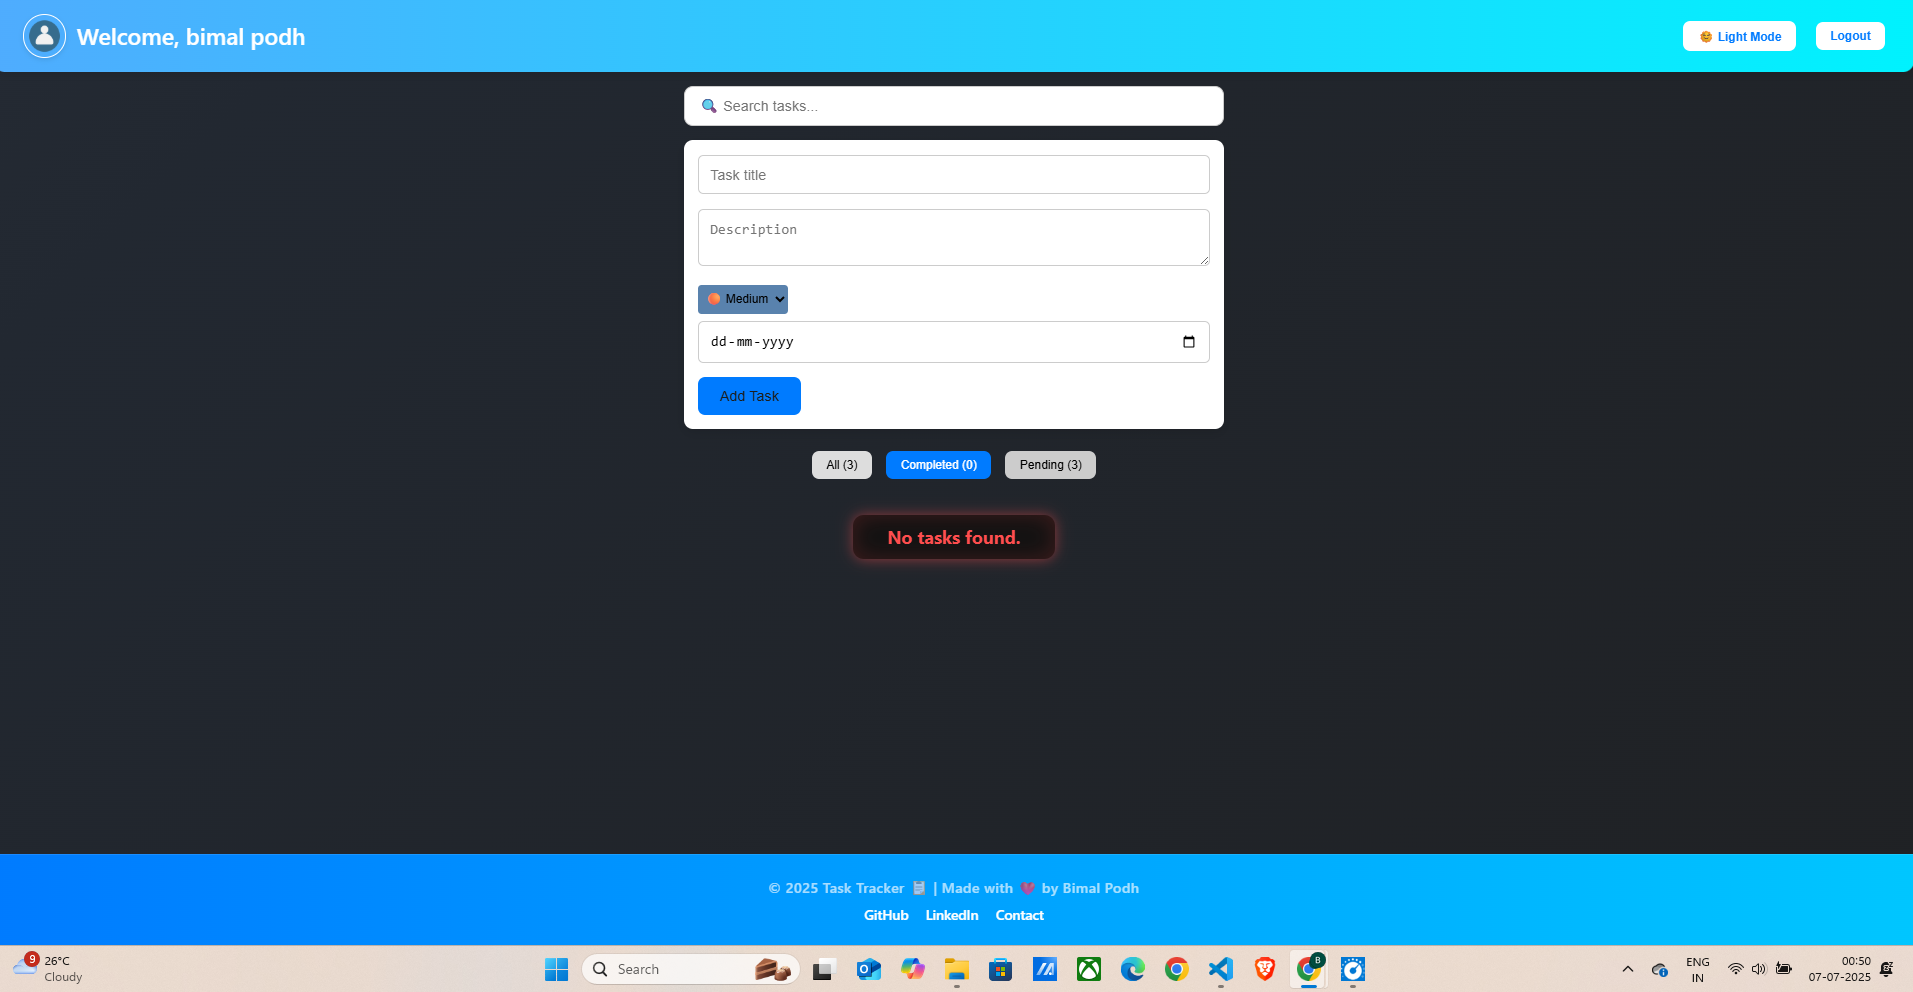 Welcome, bimal podh
Light Mode
Logout
Search tasks...
Task title
Description
Medium
dd-mm-yyyy
Add Task
All (3)
Completed (0)
Pending (3)
No tasks found.
© 2025 Task Tracker | Made with by Bimal Podh
GitHub LinkedIn Contact
9
26°C
Cloudy
Search
B
ENG
IN
00:50
07-07-2025